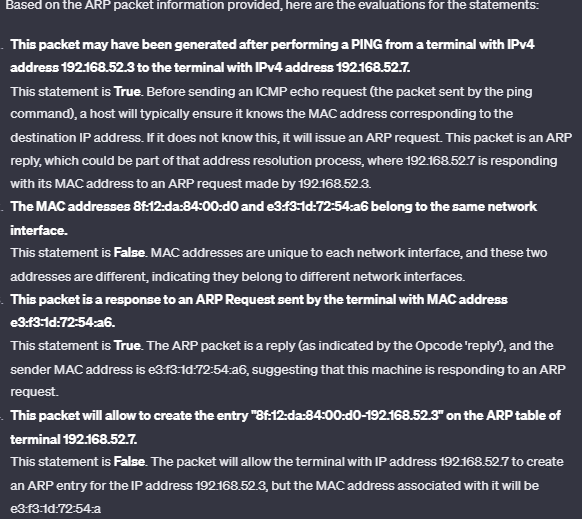 Based on the ARP packet information provided, here are the evaluations for the statements:
. This packet may have been generated after performing a PING from a terminal with IPv4
address 192.168.52.3 to the terminal with IPv4 address 192.168.52.7.
This statement is True. Before sending an ICMP echo request (the packet sent by the ping
command), a host will typically ensure it knows the MAC address corresponding to the
destination IP address. If it does not know this, it will issue an ARP request. This packet is an ARP
reply, which could be part of that address resolution process, where 192.168.52.7 is responding
with its MAC address to an ARP request made by 192.168.52.3.
. The MAC addresses 8f:12:da:84:00:d0 and e3:f3:1d:72:54:a6 belong to the same network
interface.
This statement is False. MAC addresses are unique to each network interface, and these two
addresses are different, indicating they belong to different network interfaces.
. This packet is a response to an ARP Request sent by the terminal with MAC address
e3:f3:1d:72:54:a6.
This statement is True. The ARP packet is a reply (as indicated by the Opcode 'reply'), and the
sender MAC address is e3:f3:1d:72:54:a6, suggesting that this machine is responding to an ARP
request.
. This packet will allow to create the entry "8f:12:da:84:00:d0-192.168.52.3" on the ARP table of
terminal 192.168.52.7.
This statement is False. The packet will allow the terminal with IP address 192.168.52.7 to create
an ARP entry for the IP address 192.168.52.3, but the MAC address associated with it will be
e3:f3:1d:72:54:a